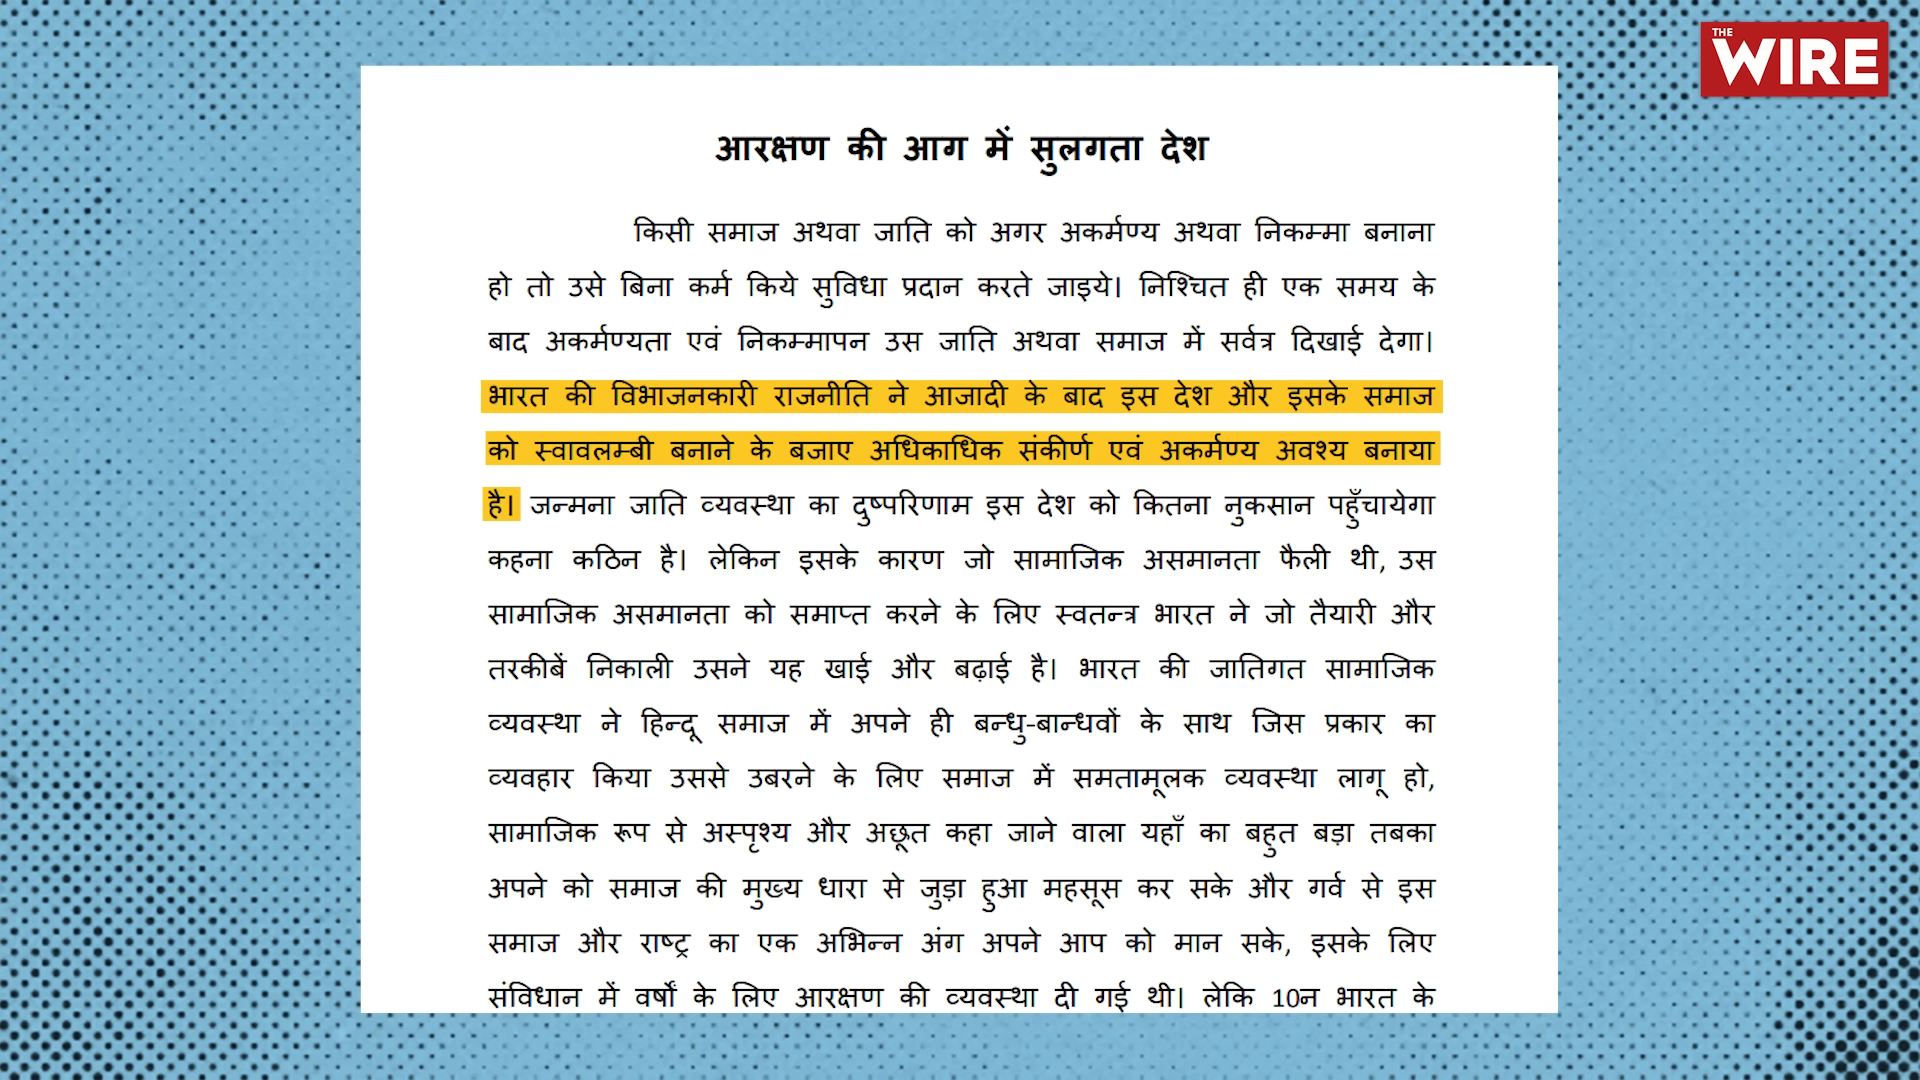 THE
WIRE
आरक्षण की आग में सुलगता देश
किसी समाज अथवा जाति को अगर अकर्मण्य अथवा निकम्मा बनाना
हो तो उसे बिना कर्म किये सुविधा प्रदान करते जाइये। निश्चित ही एक समय के
बाद अकर्मण्यता एवं निकम्मापन उस जाति अथवा समाज में सर्वत्र दिखाई देगा।
भारत की विभाजनकारी राजनीति ने आजादी के बाद इस देश और इसके समाज
को स्वावलम्बी बनाने के बजाए अधिकाधिक संकीर्ण एवं अकर्मण्य अवश्य बनाया
है। जन्मना जाति व्यवस्था का दुष्परिणाम इस देश को कितना नुकसान पहुँचायेगा
कहना कठिन है। लेकिन इसके कारण जो सामाजिक असमानता फैली थी, उस
सामाजिक असमानता को समाप्त करने के लिए स्वतन्त्र भारत ने जो तैयारी और
तरकीबें निकाली उसने यह खाई और बढ़ाई है। भारत की जातिगत सामाजिक
व्यवस्था ने हिन्दू समाज में अपने ही बन्धु-बान्धवों के साथ जिस प्रकार का
व्यवहार किया उससे उबरने के लिए समाज में समतामूलक व्यवस्था लागू हो,
सामाजिक रूप से अस्पृश्य और अछूत कहा जाने वाला यहाँ का बहुत बड़ा तबका
अपने को समाज की मुख्य धारा से जुड़ा हुआ महसूस कर सके और गर्व से इस
समाज और राष्ट्र का एक अभिन्न अंग अपने आप को मान सके, इसके लिए
संविधान में वर्षों के लिए आरक्षण की व्यवस्था दी गई थी। लेकि 10न भारत के